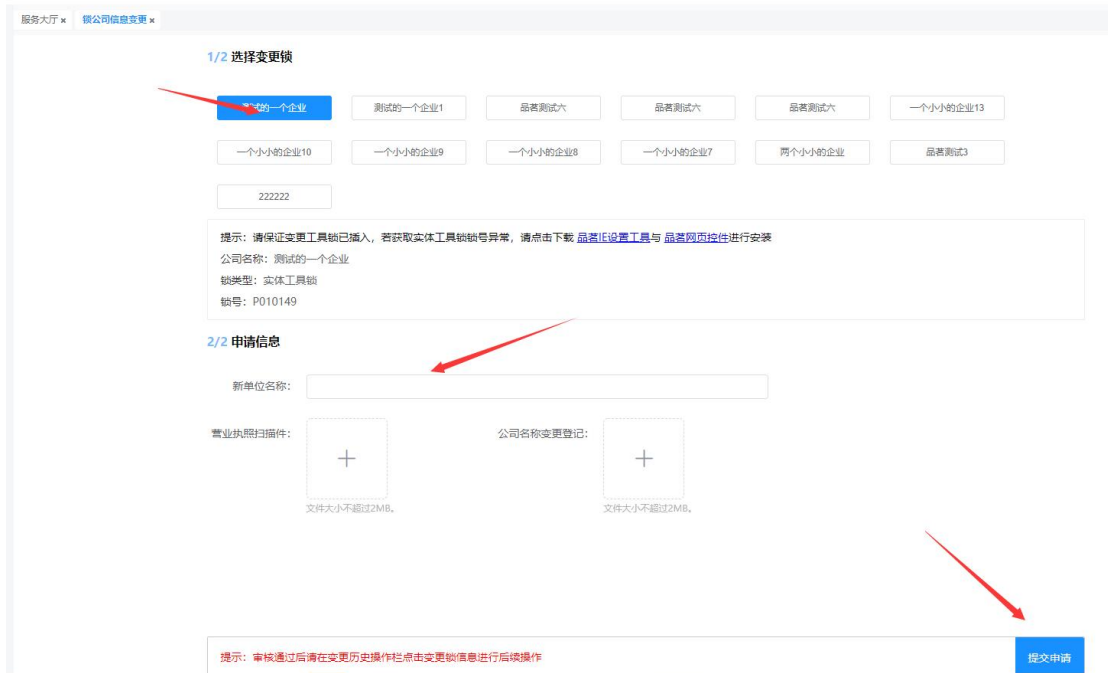 服务大厅 × 锁公司信息变更 ×
1/2 选择变更锁
测试的一个企业 测试的一个企业1 品茗测试六 品茗测试六 品茗测试六 一个小小的企业13
一个小小的企业10 一个小小的企业9 一个小小的企业8 一个小小的企业7 两个小小的企业 品茗测试3
222222
提示：请保证变更工具锁已插入，若获取实体工具锁锁号异常，请点击下载 品茗IE设置工具与 品茗网页控件进行安装
公司名称：测试的一个企业
锁类型：实体工具锁
锁号：P010149
2/2 申请信息
新单位名称：
营业执照扫描件： 公司名称变更登记：
文件大小不超过2MB。 文件大小不超过2MB。
提示：审核通过后请在变更历史操作栏点击变更锁信息进行后续操作 提交申请